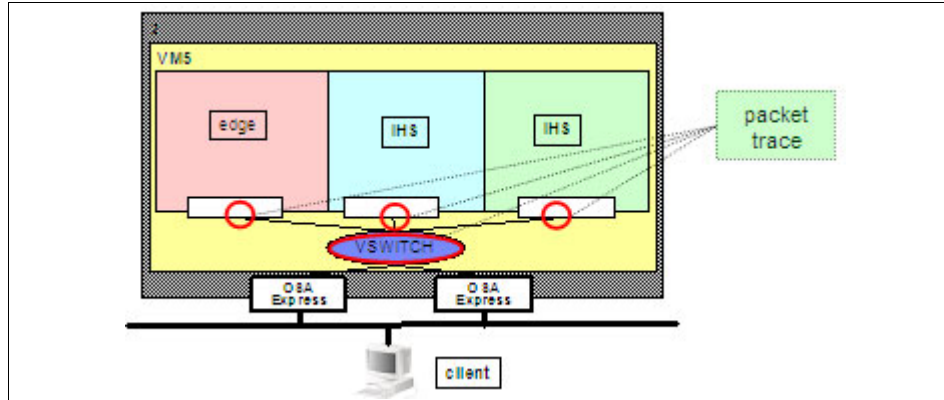 z
VM5
edge
IHS
IHS
packet
trace
VSWITCH
OSA
Express
OSA
Express
client